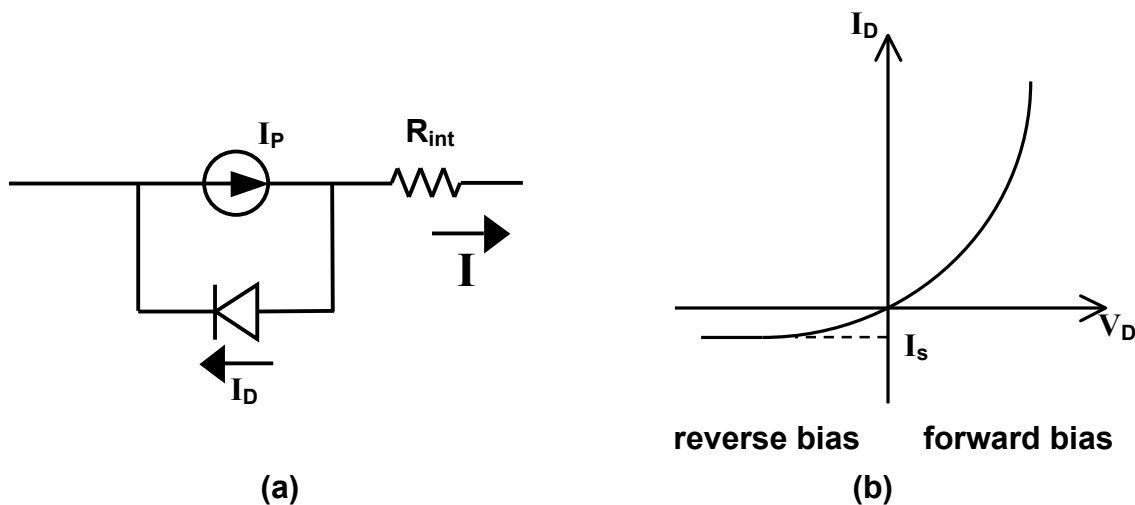 I_P
R_int
I
I_D
(a)
I_D
V_D
I_s
reverse bias
forward bias
(b)